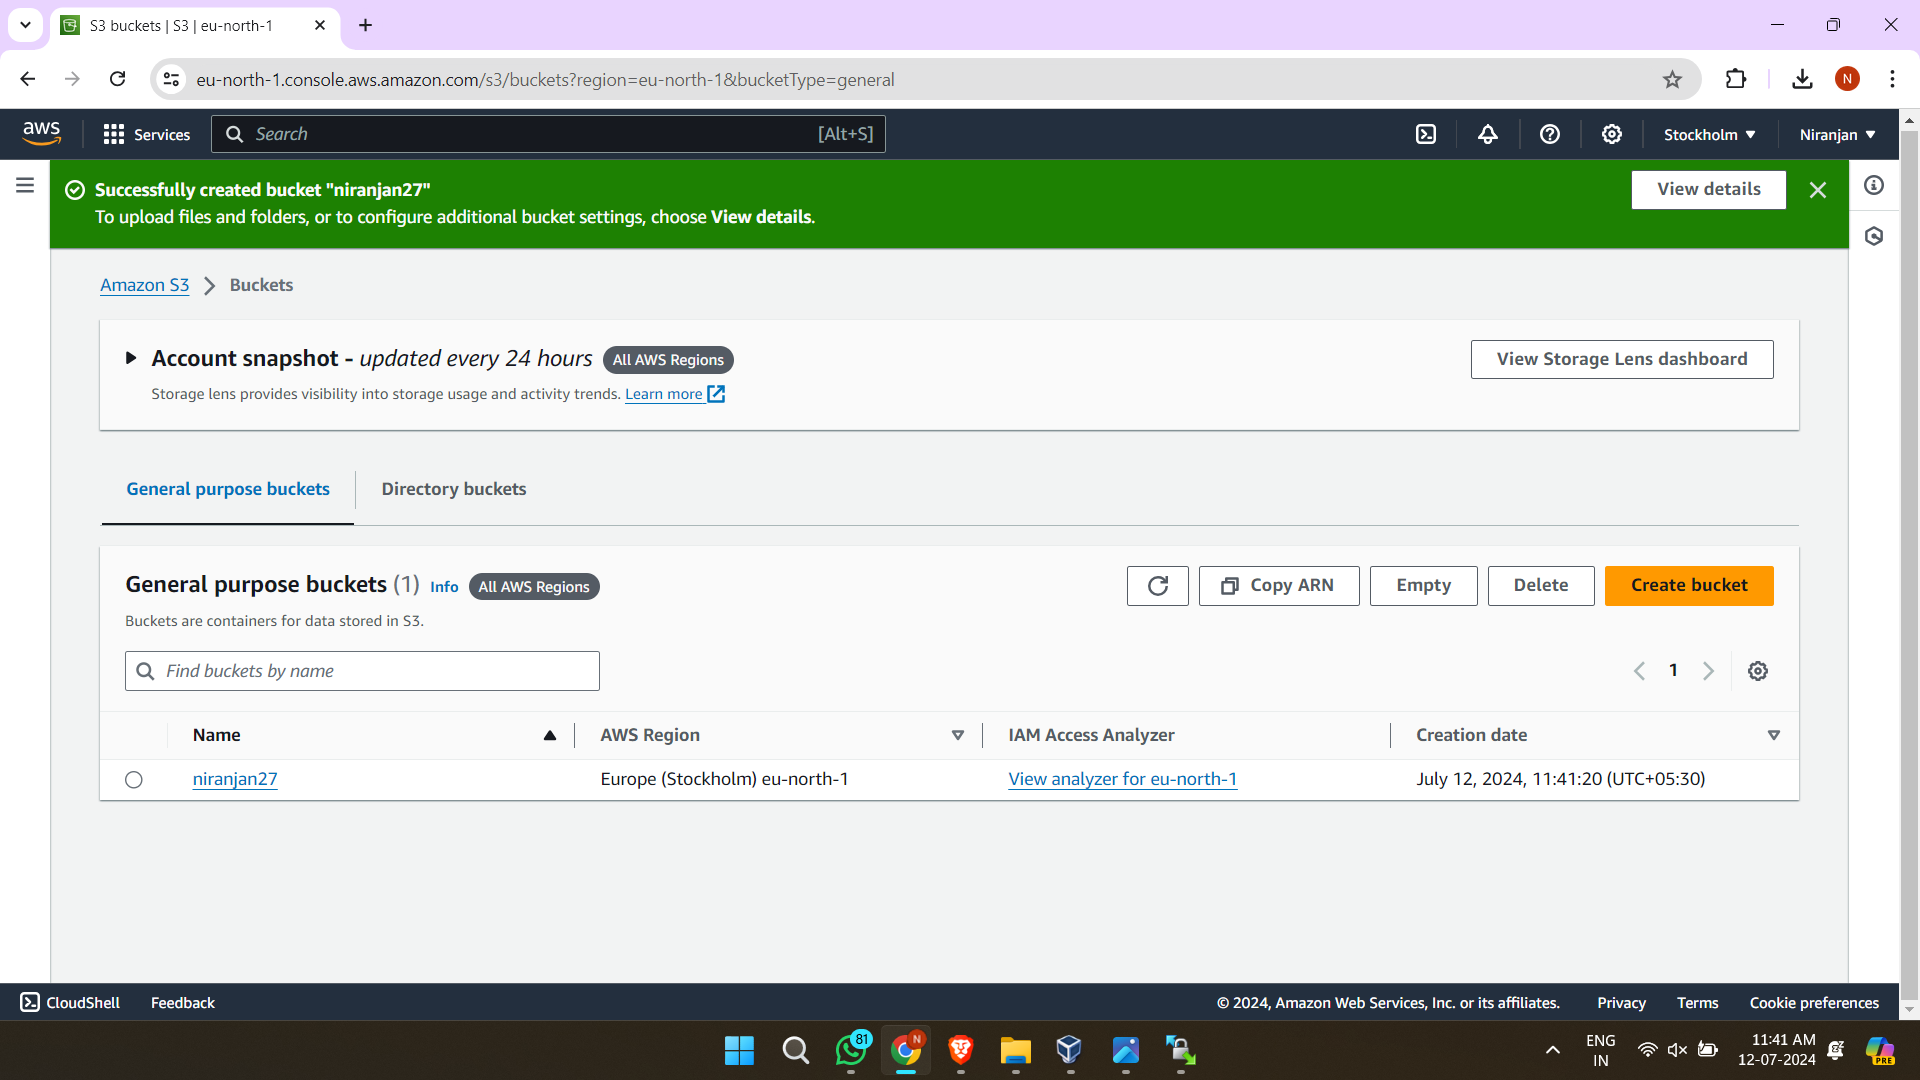 S3 buckets | S3 | eu-north-1
eu-north-1.console.aws.amazon.com/s3/buckets?region=eu-north-1&bucketType=general
N
aws
Services
Search
[Alt+S]
Stockholm
Niranjan
Successfully created bucket "niranjan27"
To upload files and folders, or to configure additional bucket settings, choose View details.
View details
Amazon S3
Buckets
Account snapshot - updated every 24 hours
All AWS Regions
View Storage Lens dashboard
Storage lens provides visibility into storage usage and activity trends. Learn more
General purpose buckets
Directory buckets
General purpose buckets (1)
Info
All AWS Regions
Copy ARN
Empty
Delete
Create bucket
Buckets are containers for data stored in S3.
Find buckets by name
1
Name
AWS Region
IAM Access Analyzer
Creation date
niranjan27
Europe (Stockholm) eu-north-1
View analyzer for eu-north-1
July 12, 2024, 11:41:20 (UTC+05:30)
CloudShell
Feedback
© 2024, Amazon Web Services, Inc. or its affiliates.
Privacy
Terms
Cookie preferences
81
N
ENG
IN
11:41 AM
12-07-2024
PRE